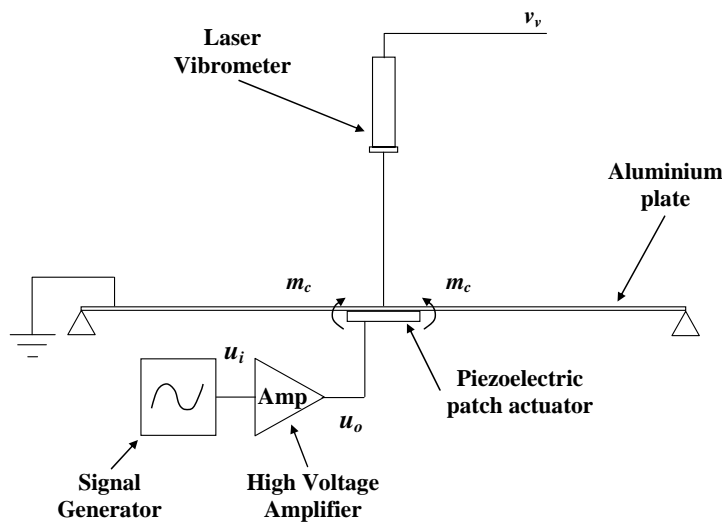 v_v
Laser
Vibrometer
Aluminium
plate
m_c
m_c
u_i
Amp
u_o
Piezoelectric
patch actuator
Signal
Generator
High Voltage
Amplifier